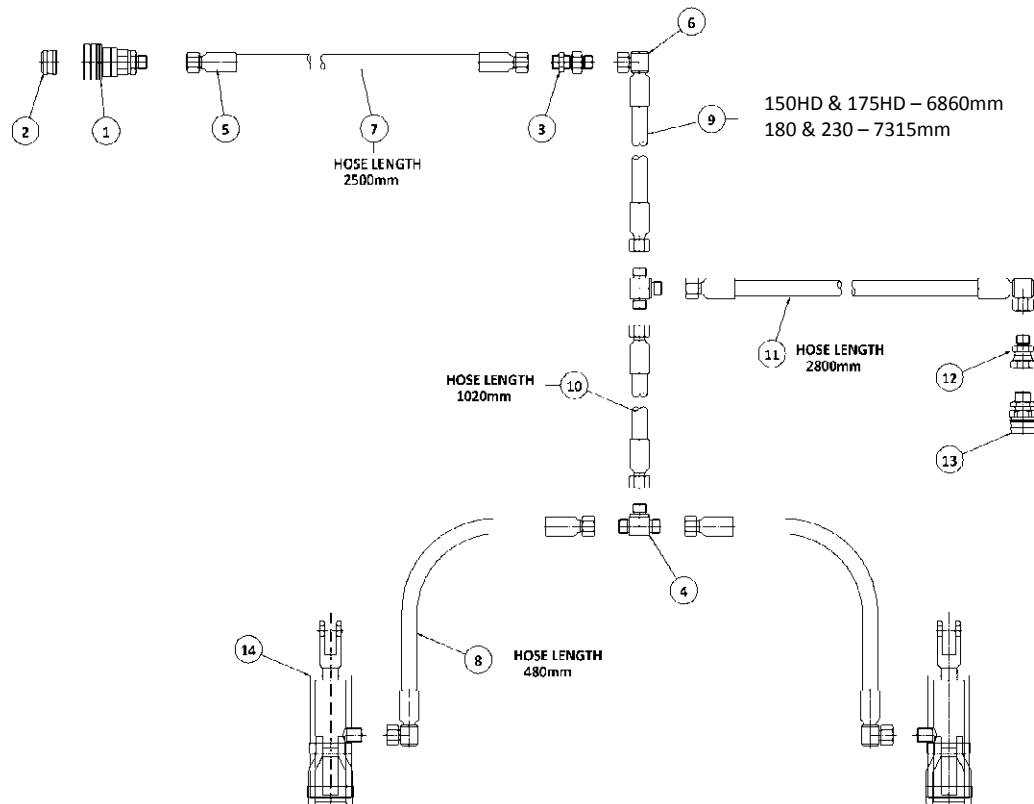 6
2
1
5
7
3
9
150HD & 175HD – 6860mm
180 & 230 – 7315mm
HOSE LENGTH
2500mm
11
HOSE LENGTH
2800mm
12
HOSE LENGTH
1020mm
10
13
4
14
8
HOSE LENGTH
480mm